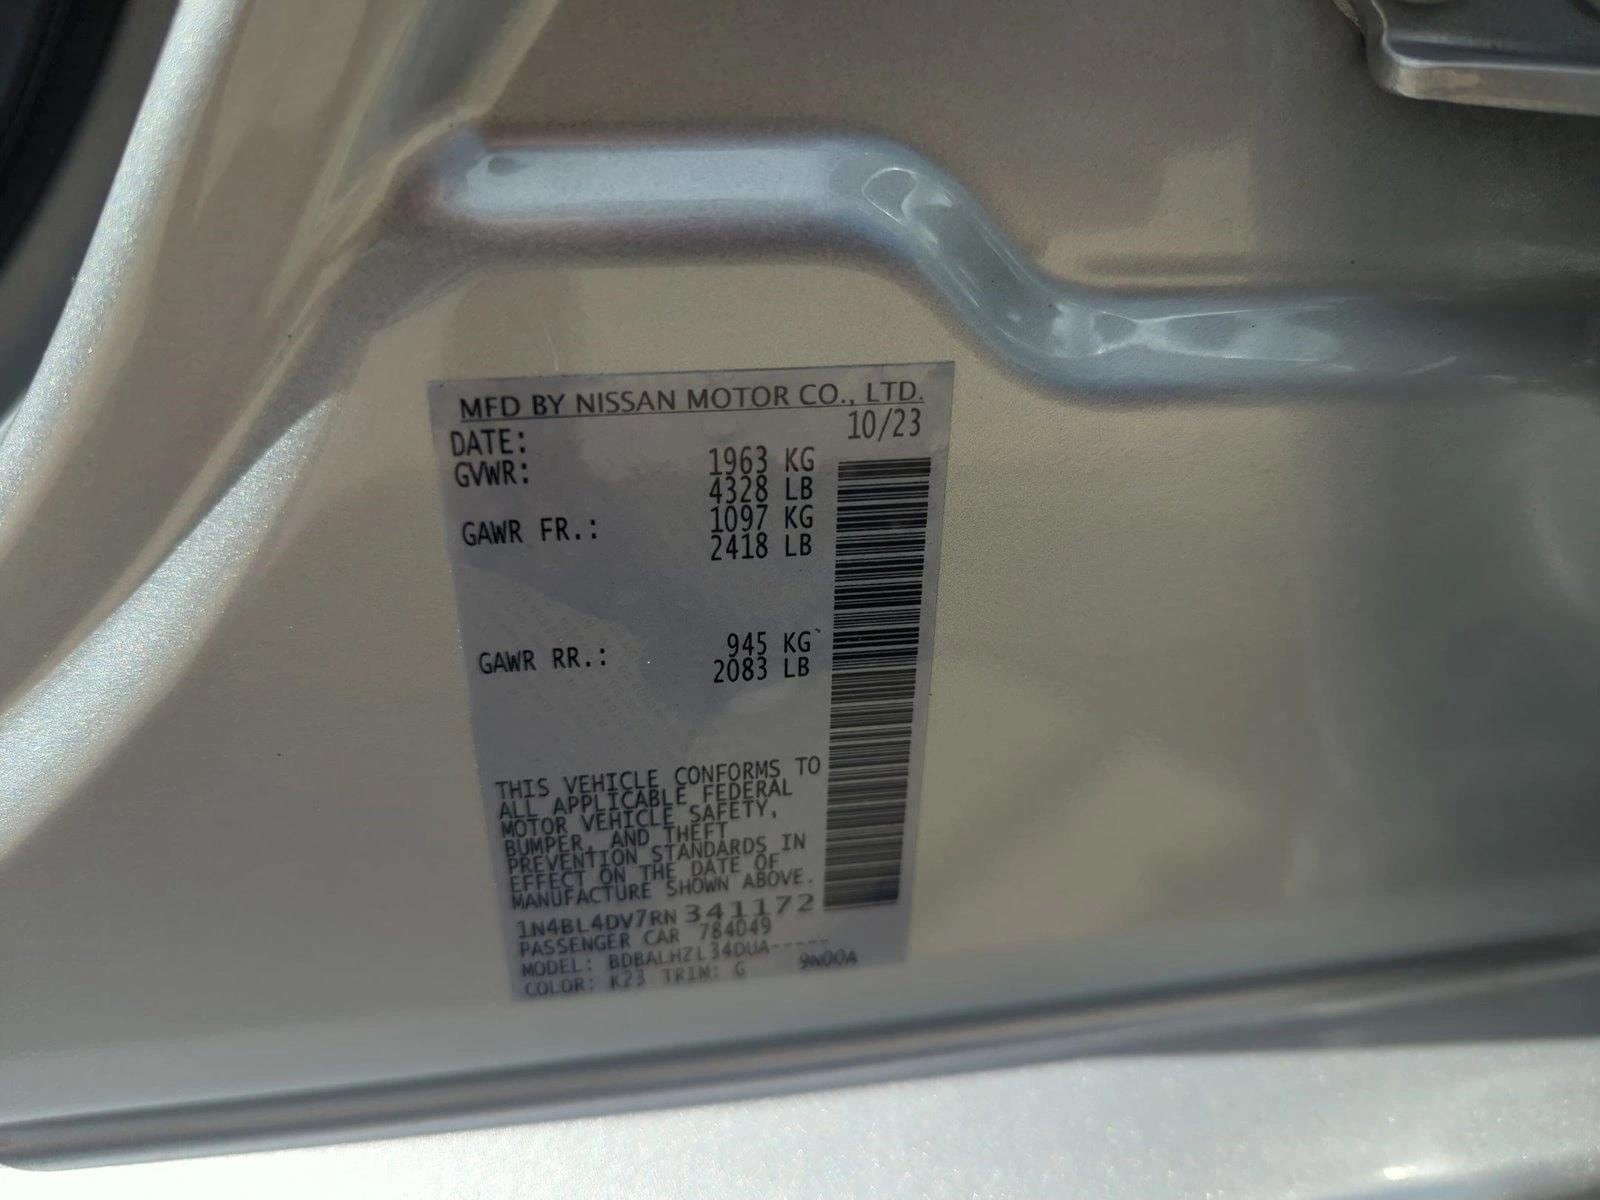 MFD BY NISSAN MOTOR CO., LTD.
DATE: 10/23
GVWR: 1963 KG
4328 LB
GAWR FR.: 1097 KG
2418 LB
GAWR RR.: 945 KG
2083 LB
THIS VEHICLE CONFORMS TO
ALL APPLICABLE FEDERAL
MOTOR VEHICLE SAFETY,
BUMPER, AND THEFT
PREVENTION STANDARDS IN
EFFECT ON THE DATE OF
MANUFACTURE SHOWN ABOVE.
1N4BL4DV7RN341172
PASSENGER CAR 784049
MODEL: BDBALHZL34DUA-----
COLOR: K23 TRIM: G 9N00A